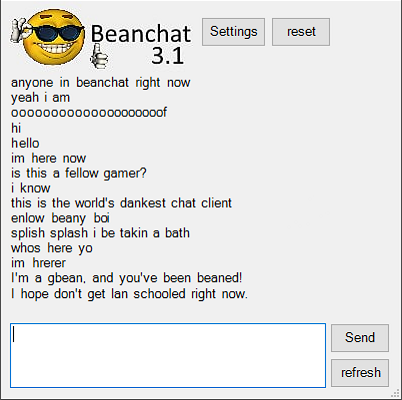 Beanchat
3.1
Settings
reset
anyone in beanchat right now
yeah i am
ooooooooooooooooooooof
hi
hello
im here now
is this a fellow gamer?
i know
this is the world's dankest chat client
enlow beany boi
splish splash i be takin a bath
whos here yo
im hrerer
I'm a gbean, and you've been beaned!
I hope don't get lan schooled right now.
Send
refresh